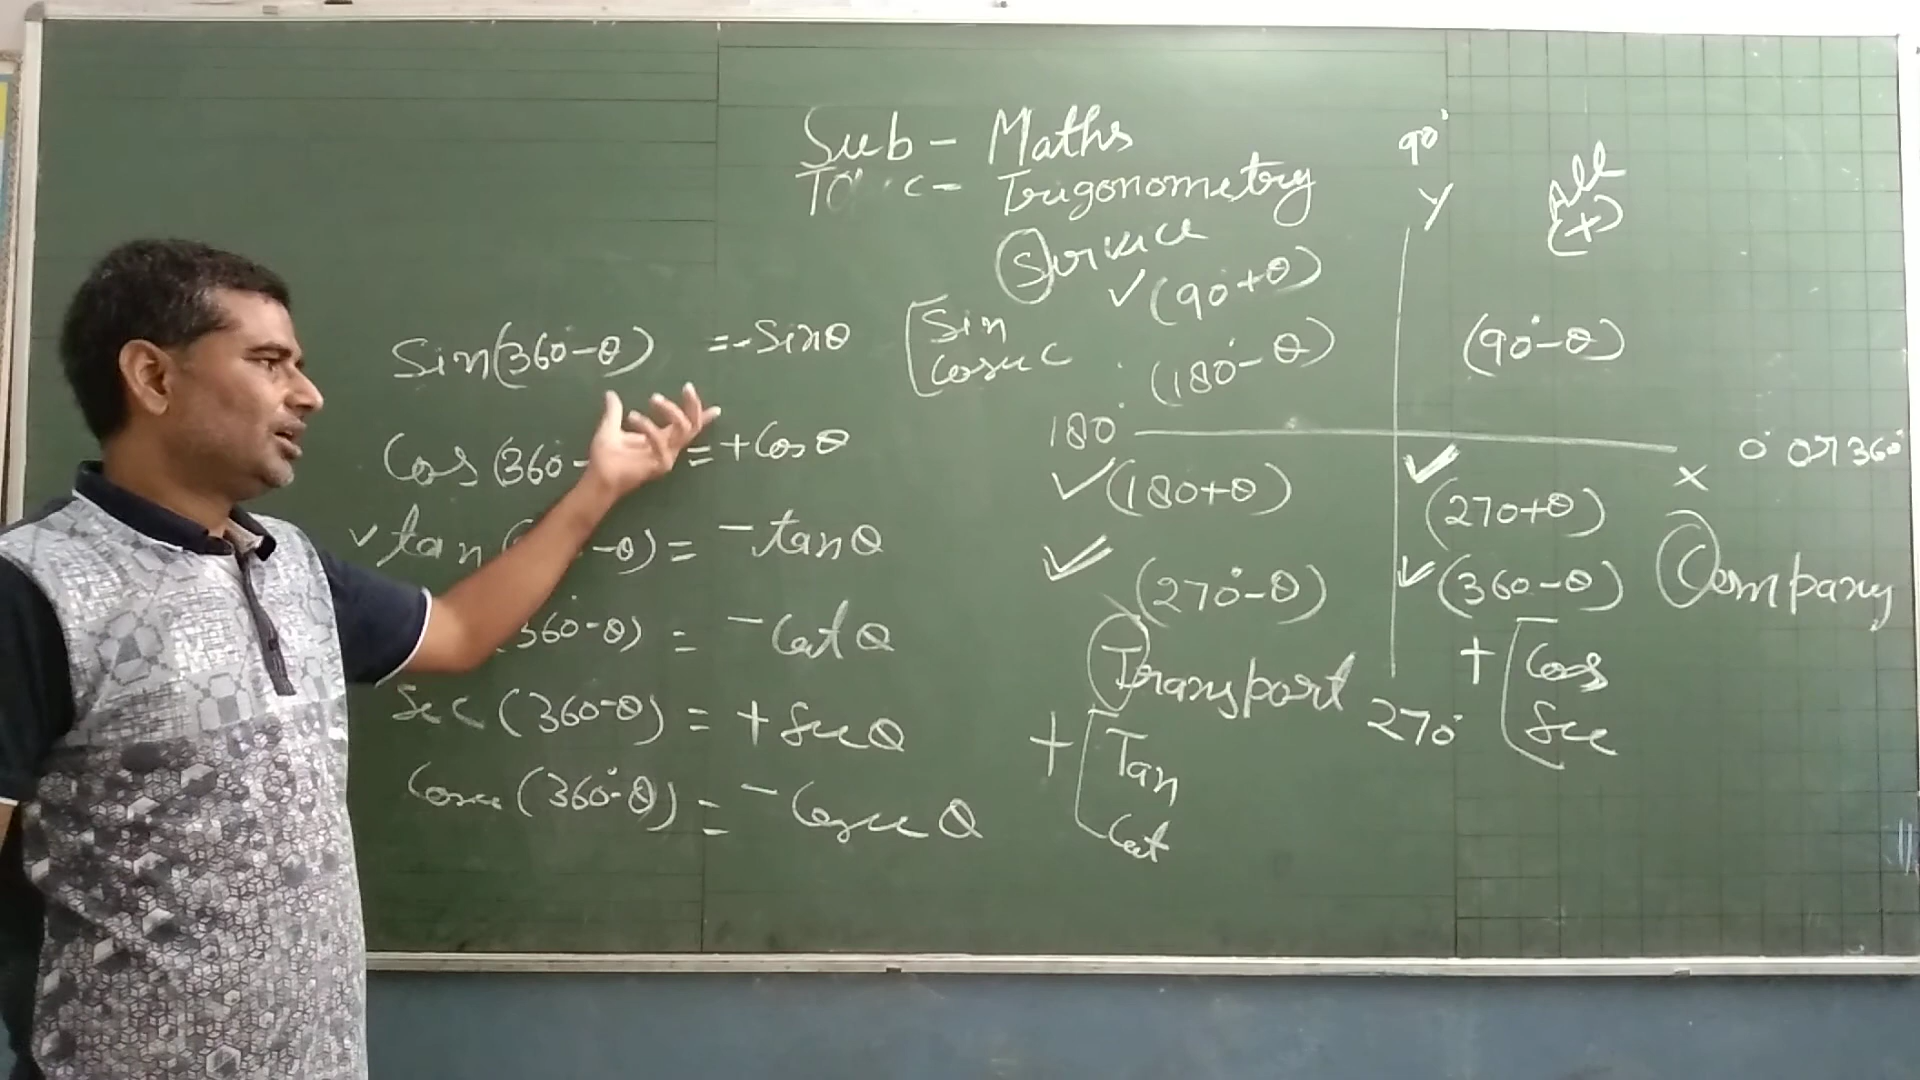 Sub - Maths
Trigonometry
Service
Sin(360°-θ) = -Sinθ
Cos(360- = +Cosθ
tan -θ) = -tanθ
360°-θ) = -Cotθ
Sec(360-θ) = +Secθ
Cosec(360°-θ) = -Cosecθ
Sin
Cosec
(90°+θ)
(180°-θ)
180°
(180+θ)
(270°-θ)
Transport
+ Tan
Cot
90°
Y
All
(+)
(90°-θ)
0° or 360°
X
(270+θ)
(360-θ)
Company
+ Cos
Sec
270°